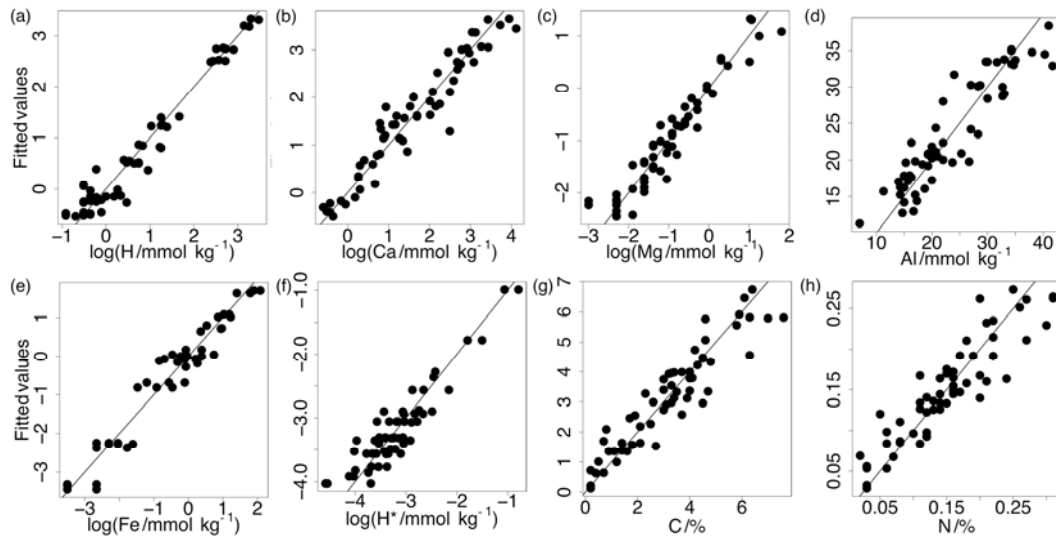 (a) (b) (c) (d)
Fitted values
3
2
1
0
−1 0 1 2 3
log(H/mmol kg⁻¹)
4
3
2
1
0
0 1 2 3 4
log(Ca/mmol kg⁻¹)
1
0
−1
−2
−3 −2 −1 0 1 2
log(Mg/mmol kg⁻¹)
35
30
25
20
15
10 20 30 40
Al/mmol kg⁻¹
(e) (f) (g) (h)
Fitted values
1
0
−1
−2
−3
−3 −2 −1 0 1 2
log(Fe/mmol kg⁻¹)
−1.0
−2.0
−3.0
−4.0
−4 −3 −2 −1
log(H*/mmol kg⁻¹)
7
6
5
4
3
2
1
0
0 2 4 6
C/%
0.25
0.15
0.05
0.05 0.15 0.25
N/%